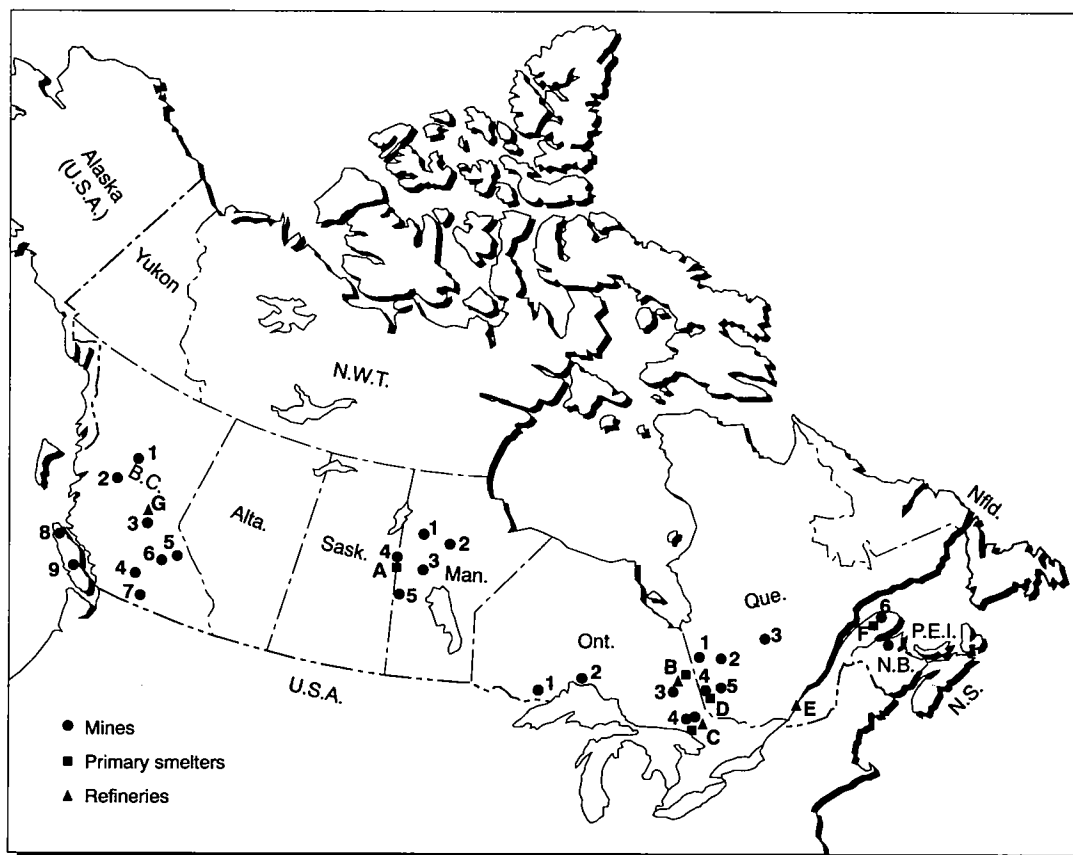 Alaska
(U.S.A.)
Yukon
N.W.T.
1
2
B.C.
G
3
8
5
6
9
4
7
Alta.
Sask.
1
2
4
A
3
Man.
5
Nfld.
Que.
6
F
P.E.I.
1
N.B.
N.S.
3
1
2
B
Ont.
4
5
3
D
1
2
E
4
C
U.S.A.
Mines
Primary smelters
Refineries